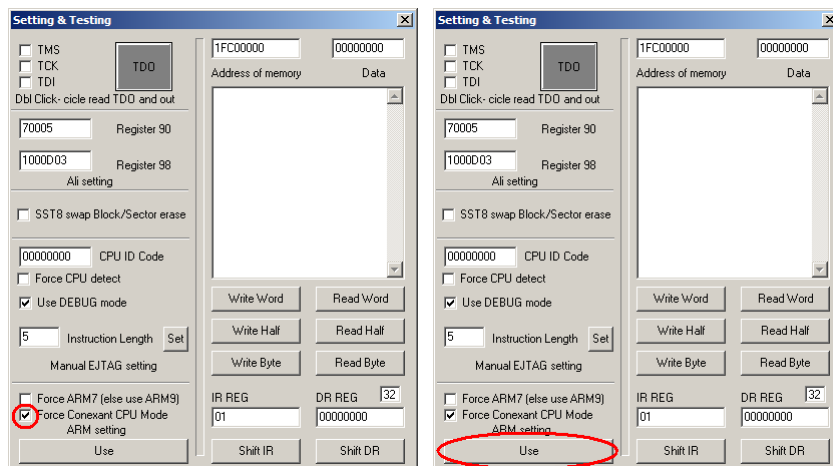 Setting & Testing
TMS
TCK
TDI
TDO
Dbl Click- cicle read TDO and out
70005 Register 90
1000D03 Register 98
Ali setting
SST8 swap Block/Sector erase
00000000 CPU ID Code
Force CPU detect
Use DEBUG mode
5 Instruction Length Set
Manual EJTAG setting
Force ARM7 (else use ARM9)
Force Conexant CPU Mode
ARM setting
Use
1FC00000 00000000
Address of memory Data
Write Word Read Word
Write Half Read Half
Write Byte Read Byte
IR REG DR REG 32
01 00000000
Shift IR Shift DR
Setting & Testing
TMS
TCK
TDI
TDO
Dbl Click- cicle read TDO and out
70005 Register 90
1000D03 Register 98
Ali setting
SST8 swap Block/Sector erase
00000000 CPU ID Code
Force CPU detect
Use DEBUG mode
5 Instruction Length Set
Manual EJTAG setting
Force ARM7 (else use ARM9)
Force Conexant CPU Mode
ARM setting
Use
1FC00000 00000000
Address of memory Data
Write Word Read Word
Write Half Read Half
Write Byte Read Byte
IR REG DR REG 32
01 00000000
Shift IR Shift DR